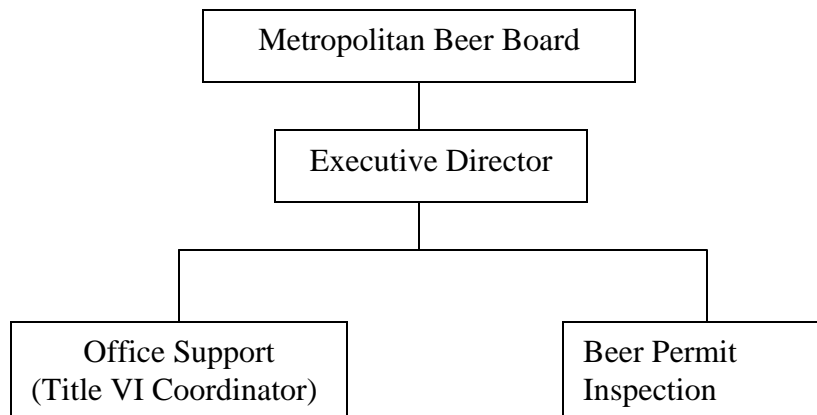 Metropolitan Beer Board
Executive Director
Office Support
(Title VI Coordinator)
Beer Permit
Inspection